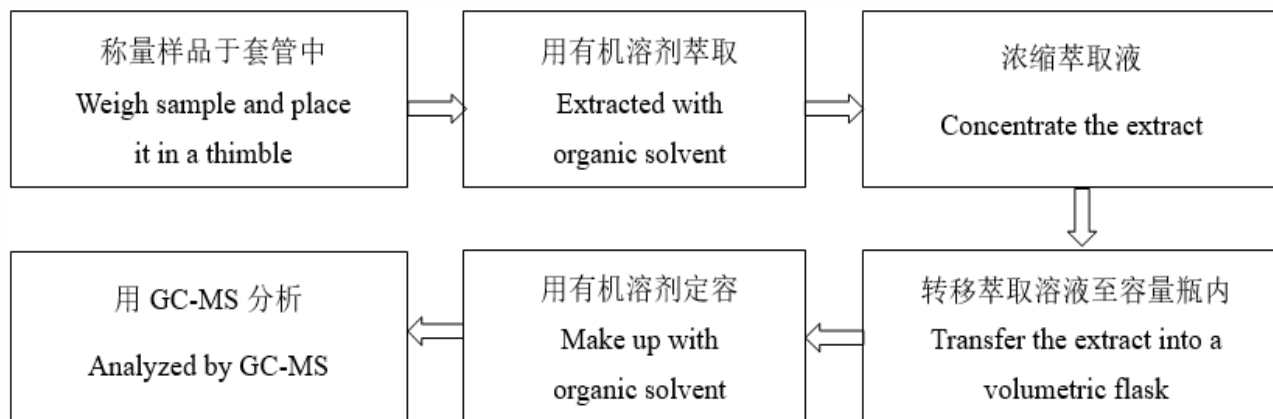 称量样品于套管中
Weigh sample and place
it in a thimble
用有机溶剂萃取
Extracted with
organic solvent
浓缩萃取液
Concentrate the extract
转移萃取溶液至容量瓶内
Transfer the extract into a
volumetric flask
用有机溶剂定容
Make up with
organic solvent
用 GC-MS 分析
Analyzed by GC-MS